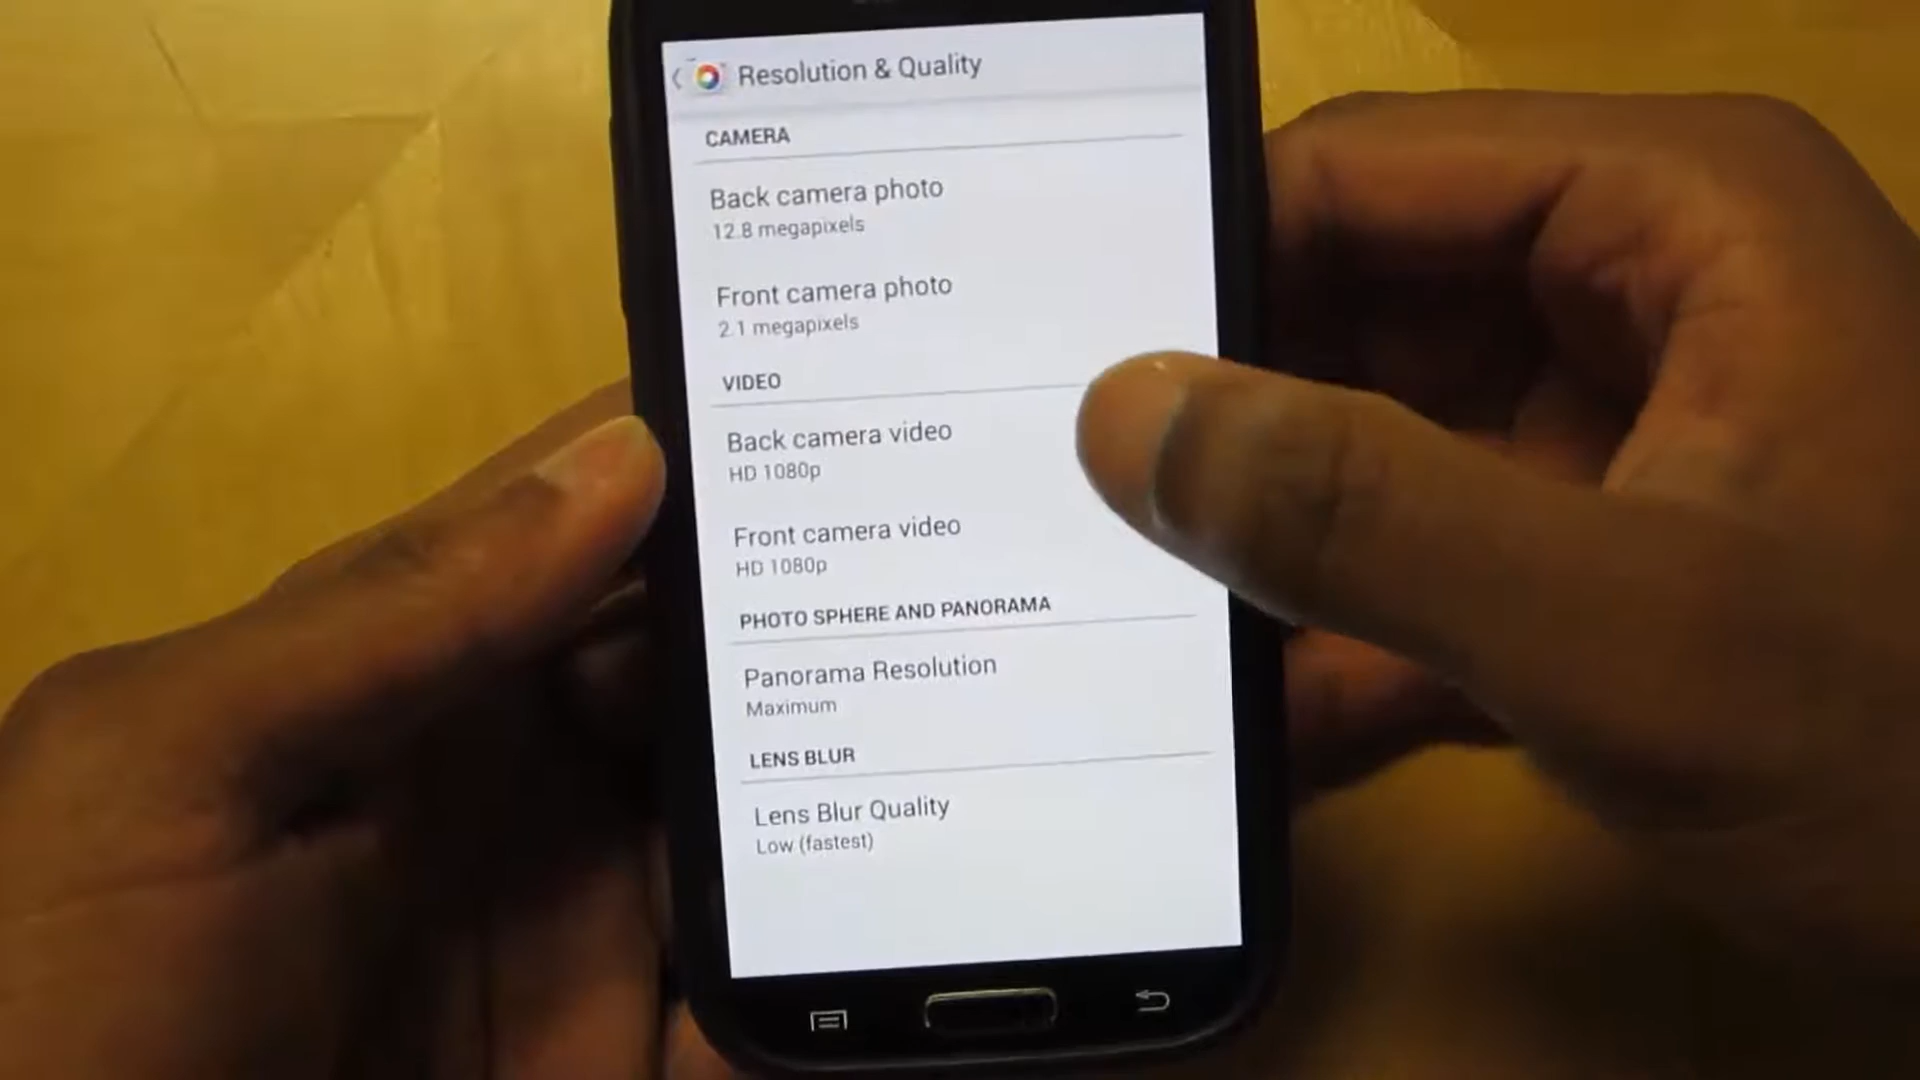 Resolution & Quality
CAMERA
Back camera photo
12.8 megapixels
Front camera photo
2.1 megapixels
VIDEO
Back camera video
HD 1080p
Front camera video
HD 1080p
PHOTO SPHERE AND PANORAMA
Panorama Resolution
Maximum
LENS BLUR
Lens Blur Quality
Low (fastest)